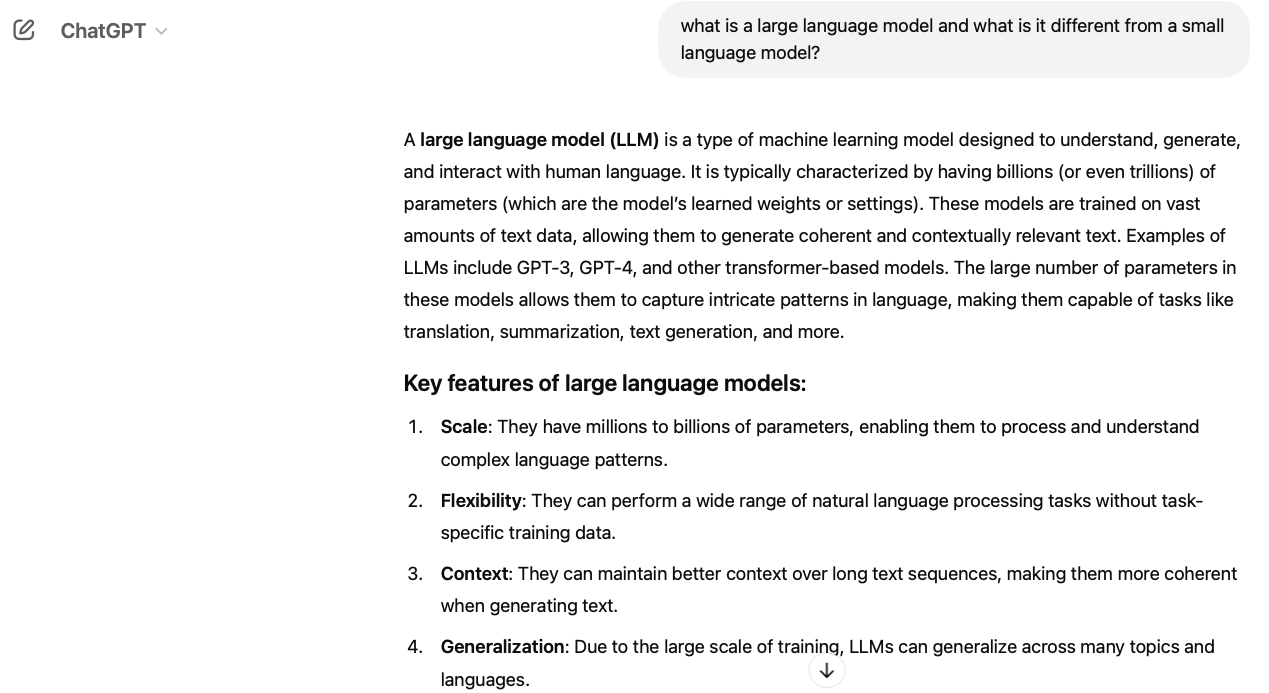 ChatGPT
what is a large language model and what is it different from a small
language model?
A large language model (LLM) is a type of machine learning model designed to understand, generate,
and interact with human language. It is typically characterized by having billions (or even trillions) of
parameters (which are the model’s learned weights or settings). These models are trained on vast
amounts of text data, allowing them to generate coherent and contextually relevant text. Examples of
LLMs include GPT-3, GPT-4, and other transformer-based models. The large number of parameters in
these models allows them to capture intricate patterns in language, making them capable of tasks like
translation, summarization, text generation, and more.
Key features of large language models:
1. Scale: They have millions to billions of parameters, enabling them to process and understand
complex language patterns.
2. Flexibility: They can perform a wide range of natural language processing tasks without task-
specific training data.
3. Context: They can maintain better context over long text sequences, making them more coherent
when generating text.
4. Generalization: Due to the large scale of training, LLMs can generalize across many topics and
languages.